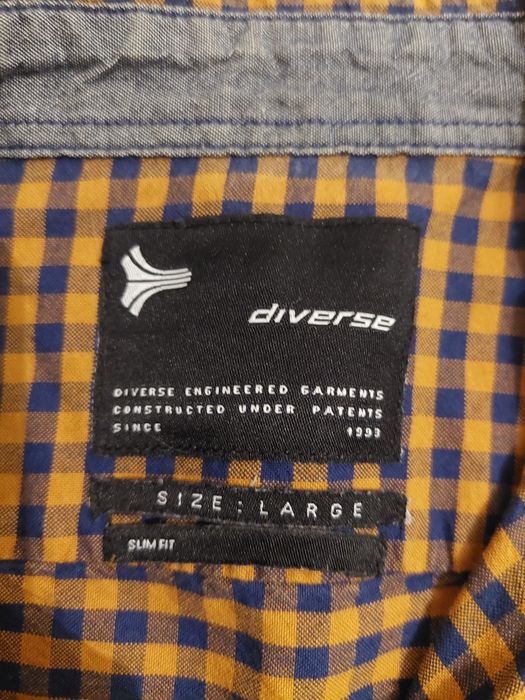 diverse
DIVERSE ENGINEERED GARMENTS
CONSTRUCTED UNDER PATENTS
SINCE 1993
SIZE: LARGE
SLIM FIT